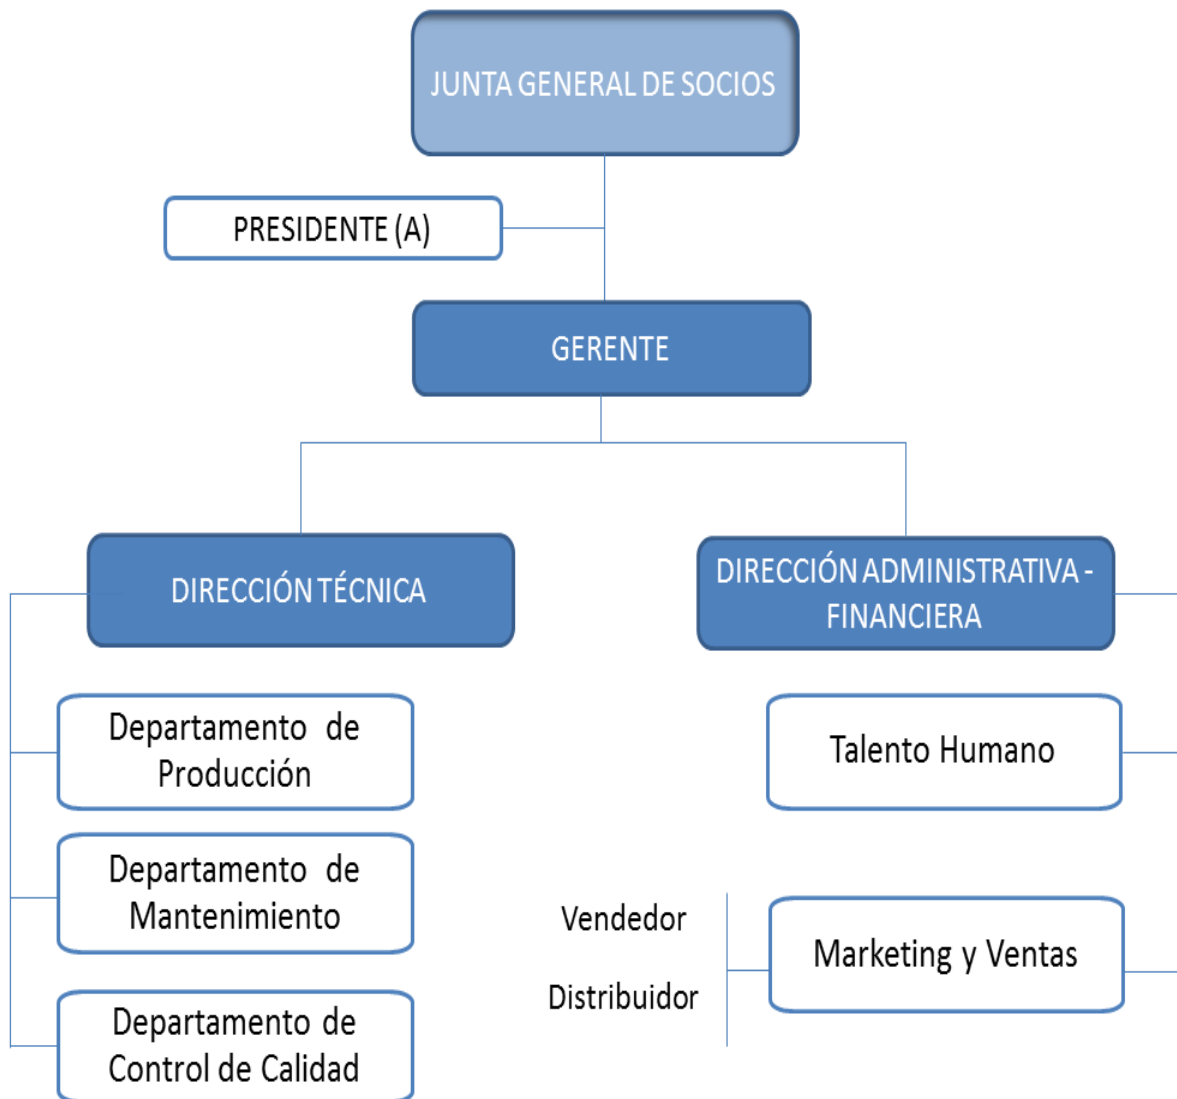 JUNTA GENERAL DE SOCIOS
PRESIDENTE (A)
GERENTE
DIRECCIÓN TÉCNICA
DIRECCIÓN ADMINISTRATIVA -
FINANCIERA
Departamento de
Producción
Talento Humano
Departamento de
Mantenimiento
Vendedor
Distribuidor
Marketing y Ventas
Departamento de
Control de Calidad